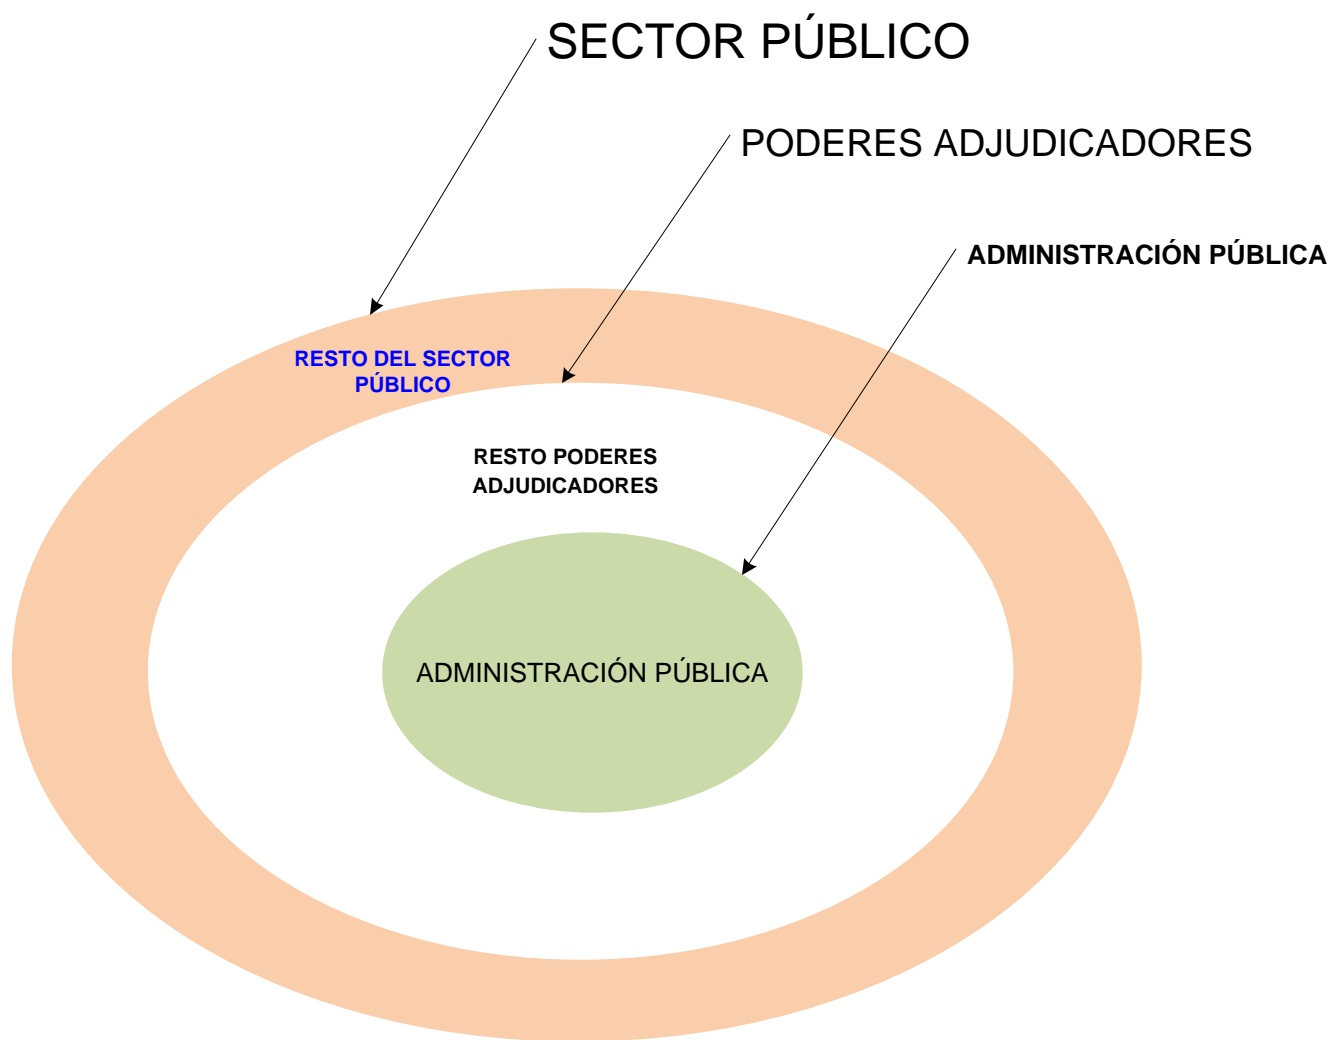 SECTOR PÚBLICO
PODERES ADJUDICADORES
ADMINISTRACIÓN PÚBLICA
RESTO DEL SECTOR
PÚBLICO
RESTO PODERES
ADJUDICADORES
ADMINISTRACIÓN PÚBLICA